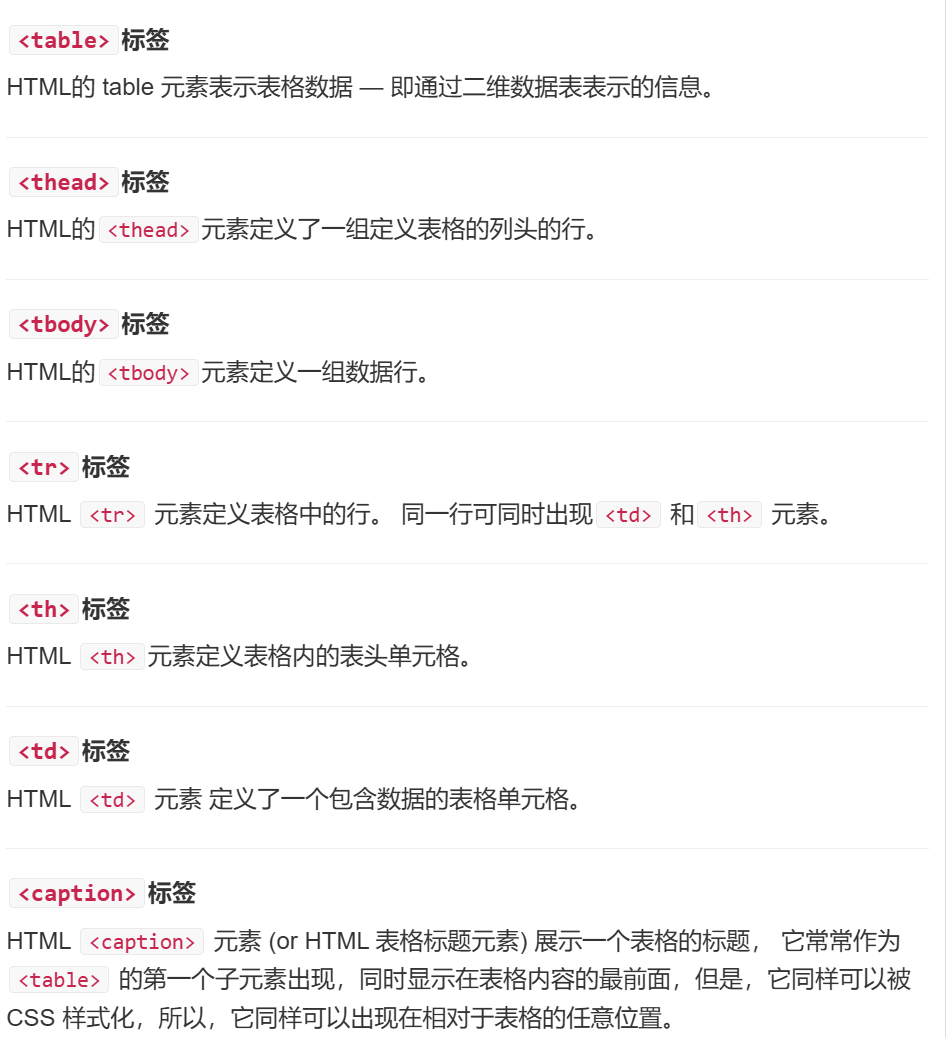 <table>标签
HTML的 table 元素表示表格数据 — 即通过二维数据表表示的信息。
<thead>标签
HTML的<thead>元素定义了一组定义表格的列头的行。
<tbody>标签
HTML的<tbody>元素定义一组数据行。
<tr>标签
HTML <tr> 元素定义表格中的行。 同一行可同时出现<td> 和<th> 元素。
<th>标签
HTML <th>元素定义表格内的表头单元格。
<td>标签
HTML <td> 元素 定义了一个包含数据的表格单元格。
<caption>标签
HTML <caption> 元素 (or HTML 表格标题元素) 展示一个表格的标题， 它常常作为
<table> 的第一个子元素出现，同时显示在表格内容的最前面，但是，它同样可以被
CSS 样式化，所以，它同样可以出现在相对于表格的任意位置。